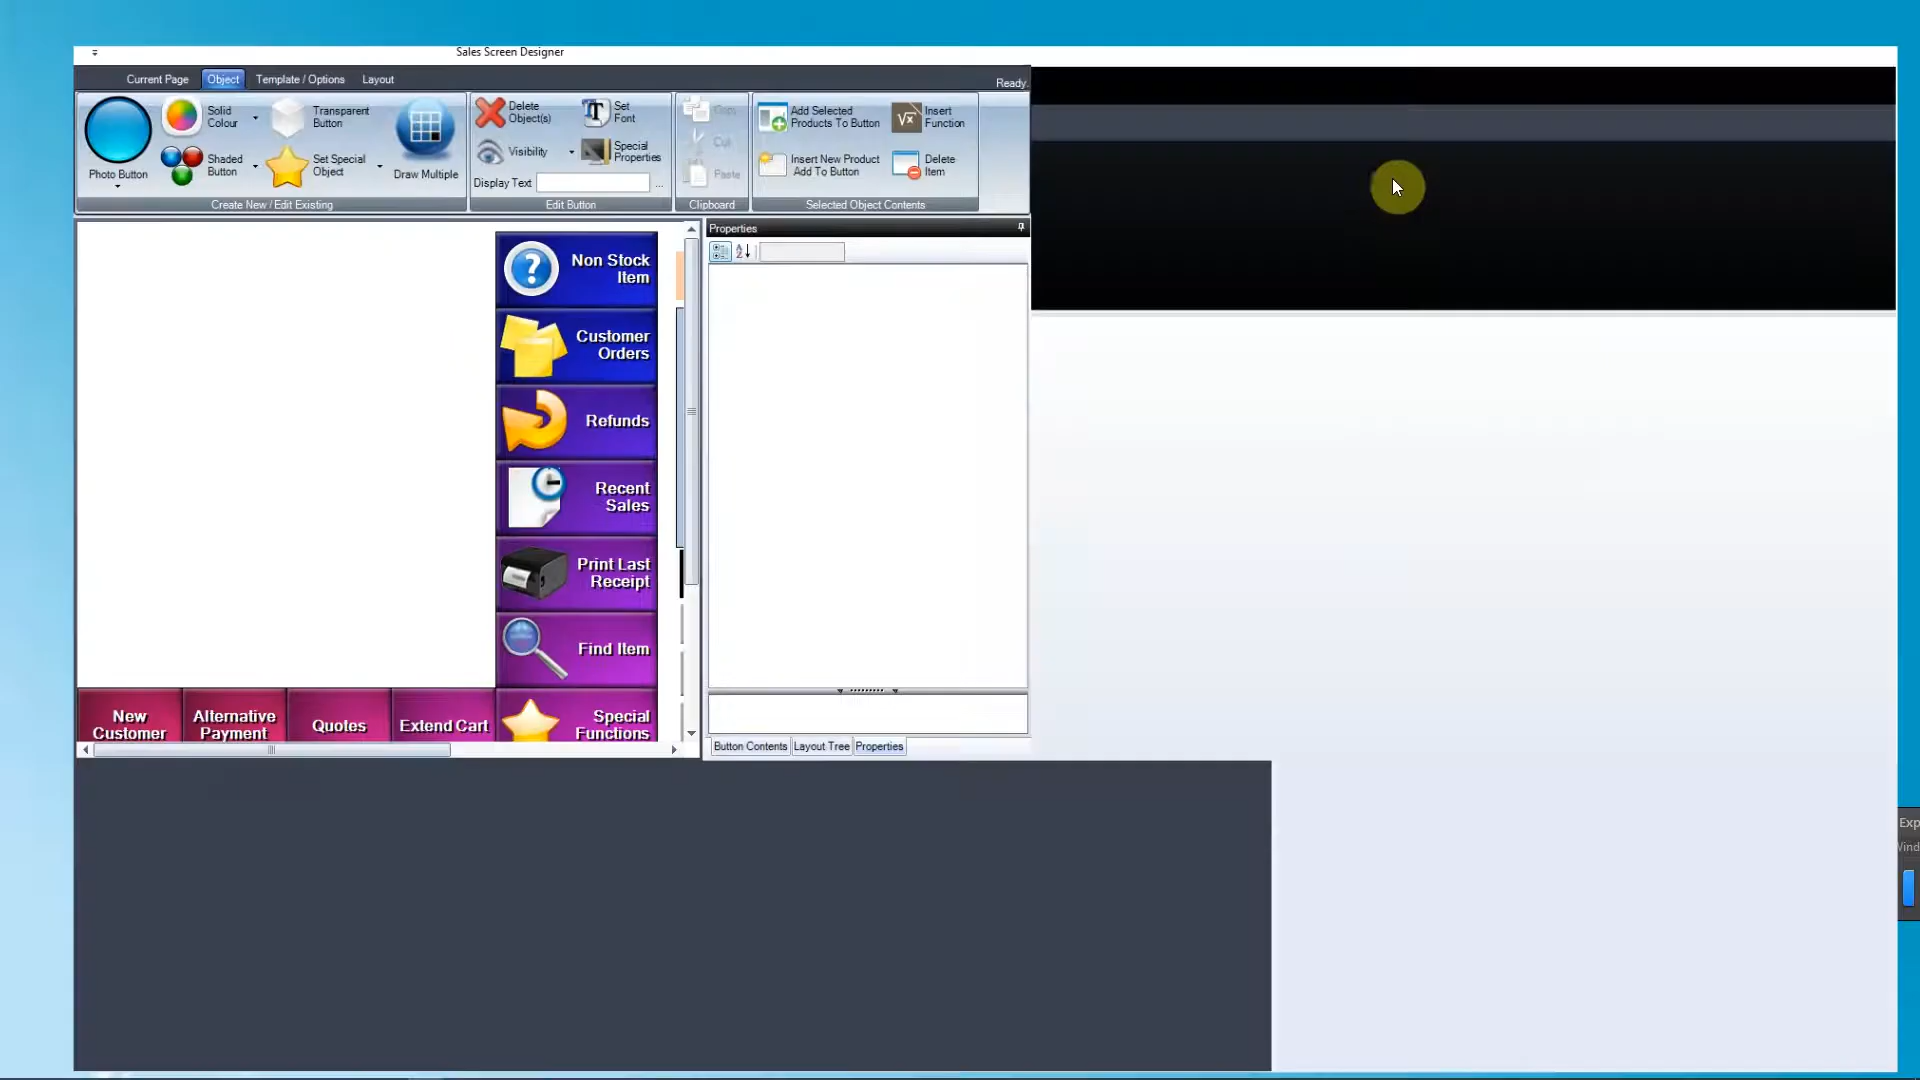 Sales Screen Designer
Current Page Object Template / Options Layout
Ready
Photo Button
Solid
Colour
Shaded
Button
Transparent
Button
Set Special
Object
Draw Multiple
Create New / Edit Existing
Delete
Object(s)
Set
Font
Visibility
Special
Properties
Display Text
...
Edit Button
Copy
Cut
Paste
Clipboard
Add Selected
Products To Button
Insert
Function
Insert New Product
Add To Button
Delete
Item
Selected Object Contents
Non Stock
Item
Customer
Orders
Refunds
Recent
Sales
Print Last
Receipt
Find Item
Special
Functions
New
Customer
Alternative
Payment
Quotes
Extend Cart
Properties
Button Contents Layout Tree Properties